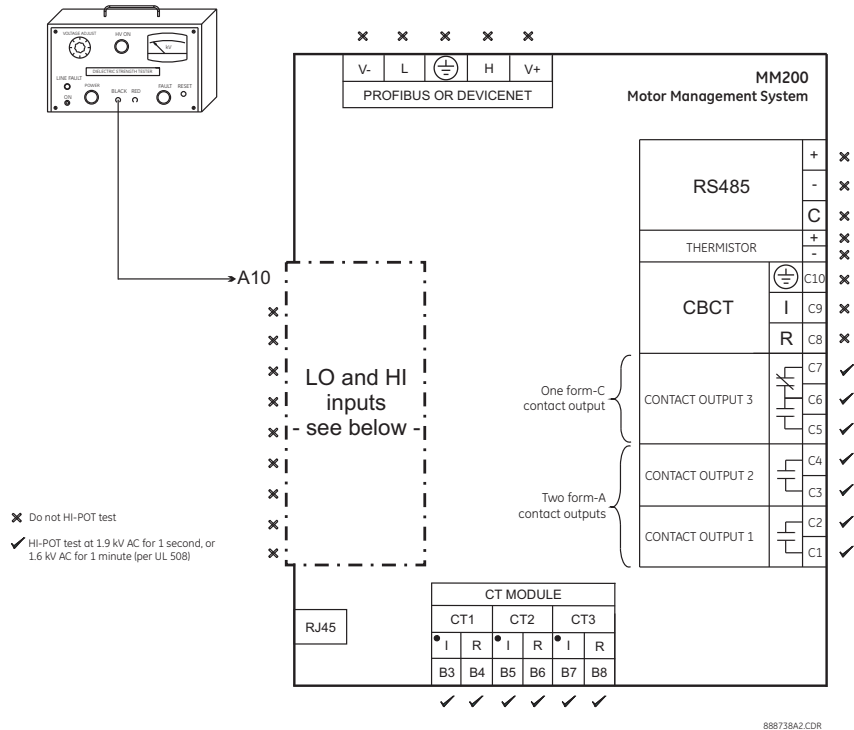 VOLTAGE ADJUST
HV ON
kV
DIELECTRIC STRENGTH TESTER
LINE FAULT
ON
POWER
BLACK
RED
FAULT
RESET
V- L H V+
PROFIBUS OR DEVICENET
MM200
Motor Management System
RS485
+
-
C
THERMISTOR
+
-
CBCT
C10
I C9
R C8
A10
LO and HI
inputs
- see below -
One form-C
contact output
CONTACT OUTPUT 3
C7
C6
C5
Two form-A
contact outputs
CONTACT OUTPUT 2
C4
C3
CONTACT OUTPUT 1
C2
C1
Do not HI-POT test
HI-POT test at 1.9 kV AC for 1 second, or
1.6 kV AC for 1 minute (per UL 508)
RJ45
CT MODULE
CT1 CT2 CT3
I R I R I R
B3 B4 B5 B6 B7 B8
888738A2.CDR